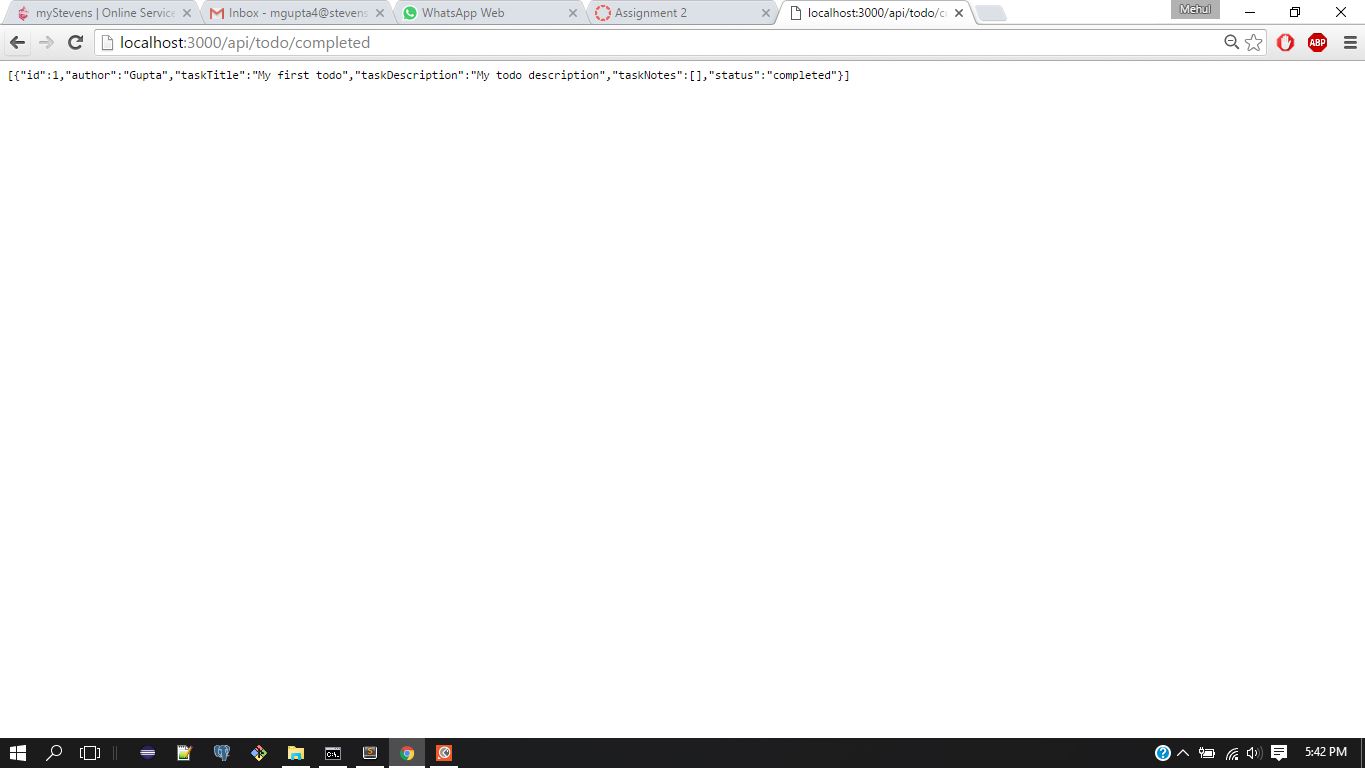 myStevens | Online Service
Inbox - mgupta4@stevens
WhatsApp Web
Assignment 2
localhost:3000/api/todo/c
Mehul
localhost:3000/api/todo/completed
ABP
[{"id":1,"author":"Gupta","taskTitle":"My first todo","taskDescription":"My todo description","taskNotes":[],"status":"completed"}]
5:42 PM